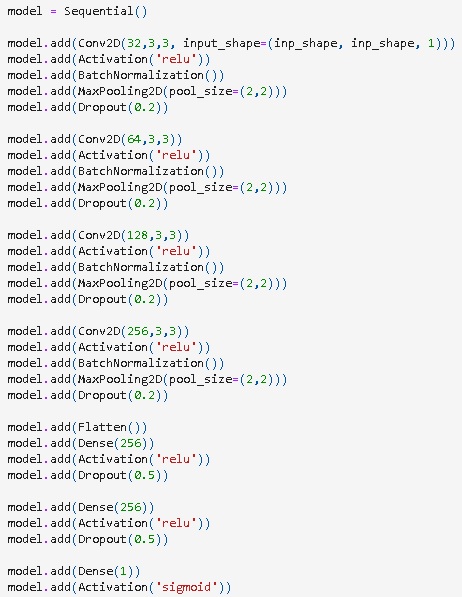 model = Sequential()
model.add(Conv2D(32,3,3, input_shape=(inp_shape, inp_shape, 1)))
model.add(Activation('relu'))
model.add(BatchNormalization())
model.add(MaxPooling2D(pool_size=(2,2)))
model.add(Dropout(0.2))
model.add(Conv2D(64,3,3))
model.add(Activation('relu'))
model.add(BatchNormalization())
model.add(MaxPooling2D(pool_size=(2,2)))
model.add(Dropout(0.2))
model.add(Conv2D(128,3,3))
model.add(Activation('relu'))
model.add(BatchNormalization())
model.add(MaxPooling2D(pool_size=(2,2)))
model.add(Dropout(0.2))
model.add(Conv2D(256,3,3))
model.add(Activation('relu'))
model.add(BatchNormalization())
model.add(MaxPooling2D(pool_size=(2,2)))
model.add(Dropout(0.2))
model.add(Flatten())
model.add(Dense(256))
model.add(Activation('relu'))
model.add(Dropout(0.5))
model.add(Dense(256))
model.add(Activation('relu'))
model.add(Dropout(0.5))
model.add(Dense(1))
model.add(Activation('sigmoid'))